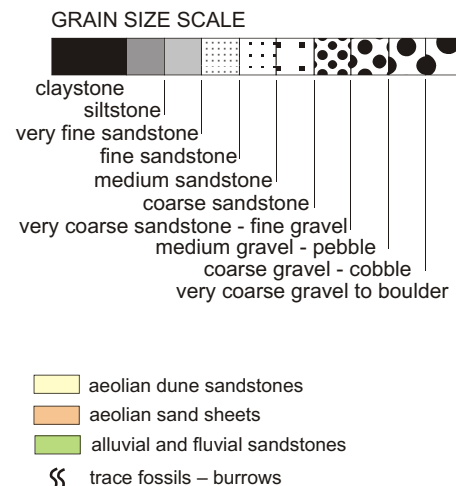 GRAIN SIZE SCALE
claystone
siltstone
very fine sandstone
fine sandstone
medium sandstone
coarse sandstone
very coarse sandstone - fine gravel
medium gravel - pebble
coarse gravel - cobble
very coarse gravel to boulder
aeolian dune sandstones
aeolian sand sheets
alluvial and fluvial sandstones
trace fossils – burrows